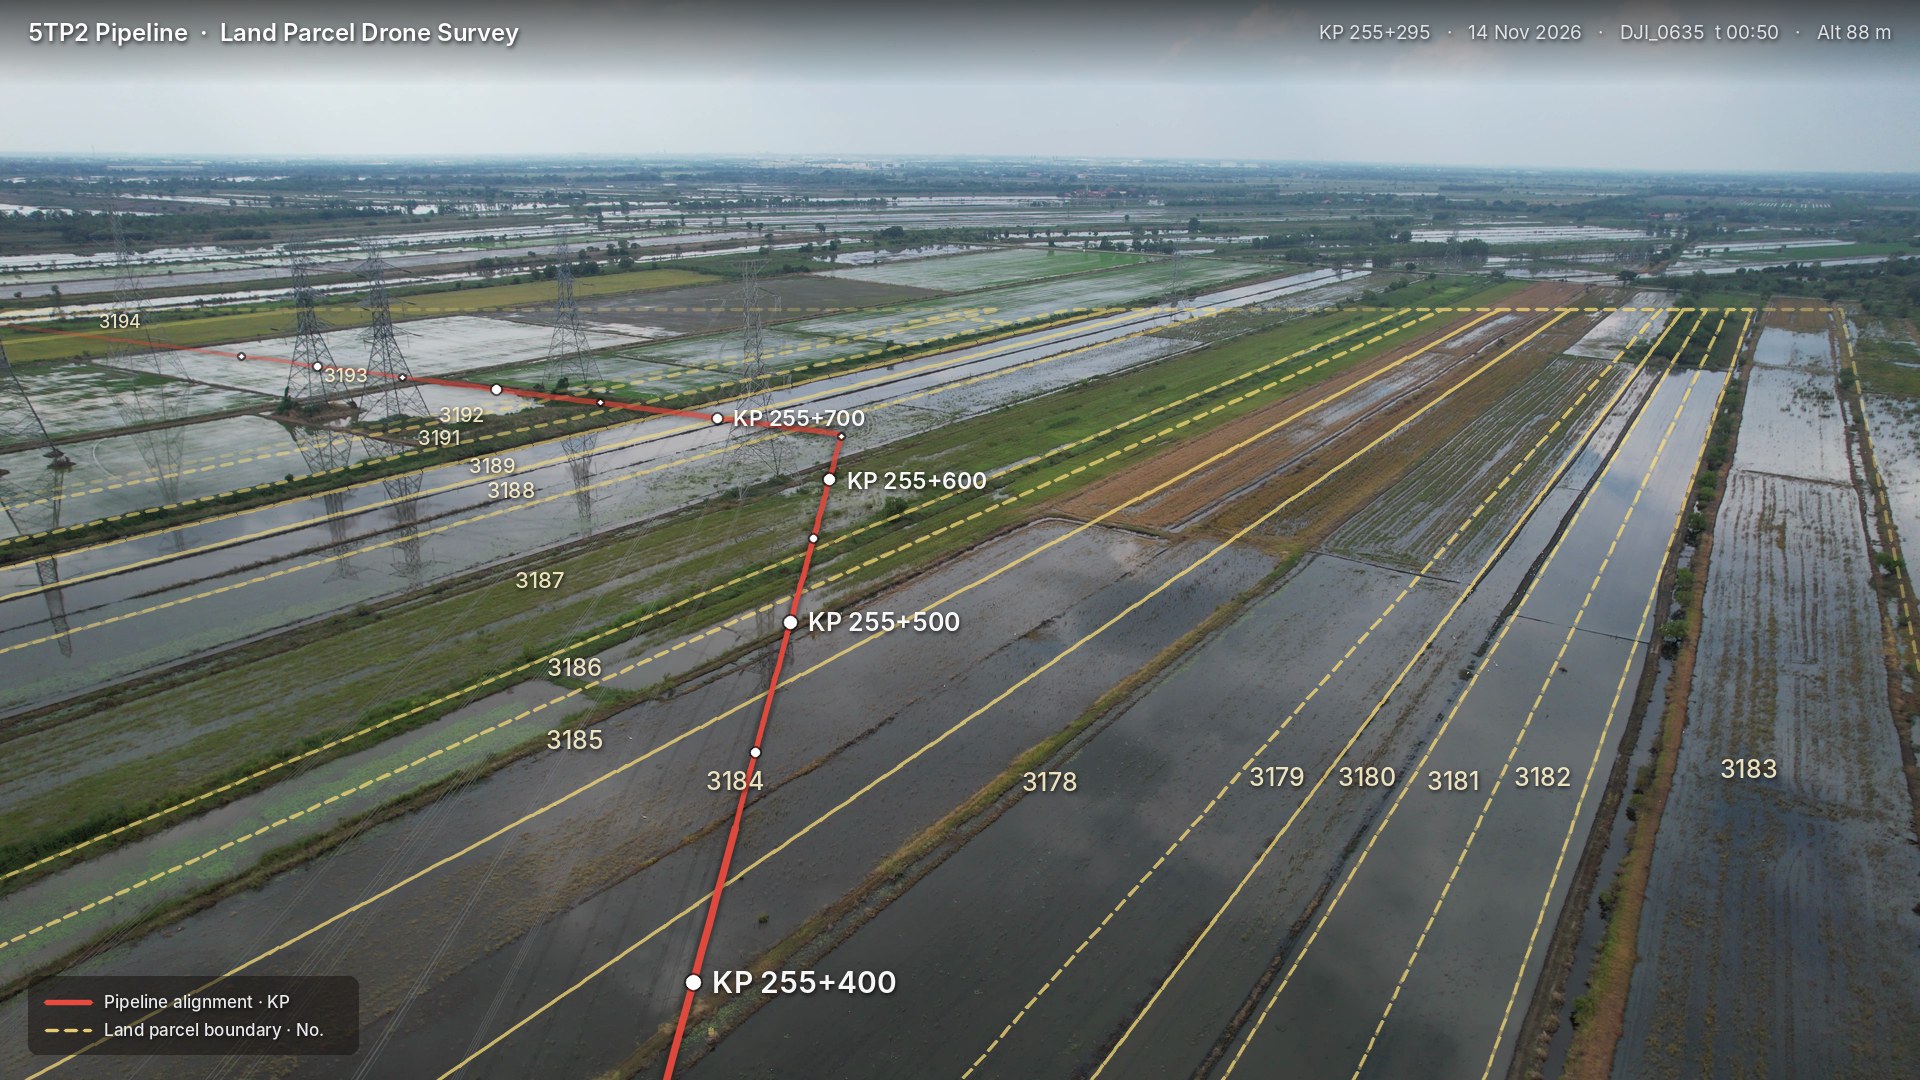 5TP2 Pipeline · Land Parcel Drone Survey
KP 255+295 · 14 Nov 2026 · DJI_0635 t 00:50 · Alt 88 m
3194
3193
3192
KP 255+700
3191
3189
3188
KP 255+600
3187
KP 255+500
3186
3185
3184
3178
3179
3180
3181
3182
3183
KP 255+400
Pipeline alignment · KP
Land parcel boundary · No.